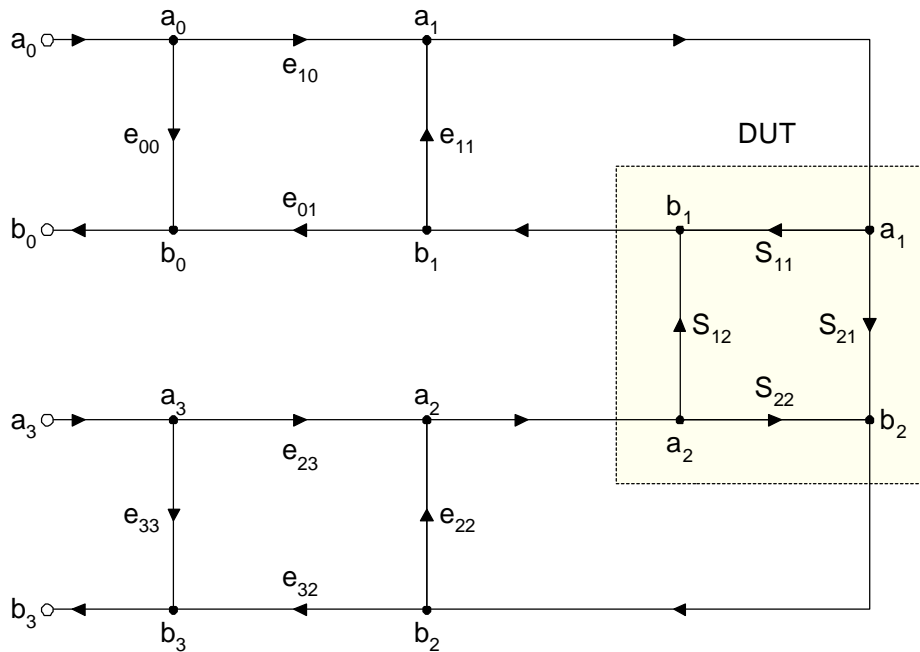 a₀ a₀ a₁
e₁₀
e₀₀ e₁₁ DUT
e₀₁ b₁
b₀ b₀ b₁ S₁₁ a₁
S₁₂ S₂₁
a₃ a₃ a₂ S₂₂ b₂
e₂₃ a₂
e₃₃ e₂₂
e₃₂
b₃ b₃ b₂